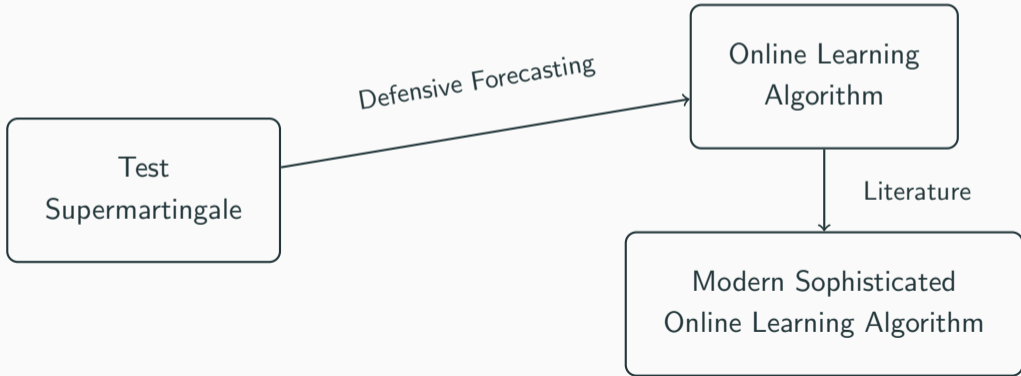 Test
Supermartingale
Defensive Forecasting
Online Learning
Algorithm
Literature
Modern Sophisticated
Online Learning Algorithm